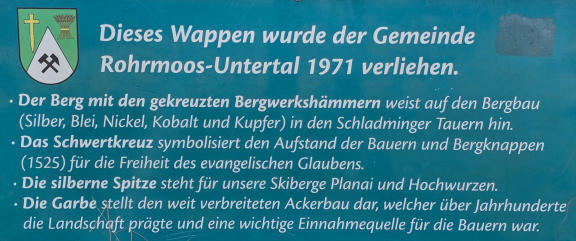 Dieses Wappen wurde der Gemeinde
Rohrmoos-Untertal 1971 verliehen.
· Der Berg mit den gekreuzten Bergwerkshämmern weist auf den Bergbau
(Silber, Blei, Nickel, Kobalt und Kupfer) in den Schladminger Tauern hin.
· Das Schwertkreuz symbolisiert den Aufstand der Bauern und Bergknappen
(1525) für die Freiheit des evangelischen Glaubens.
· Die silberne Spitze steht für unsere Skiberge Planai und Hochwurzen.
· Die Garbe stellt den weit verbreiteten Ackerbau dar, welcher über Jahrhunderte
die Landschaft prägte und eine wichtige Einnahmequelle für die Bauern war.